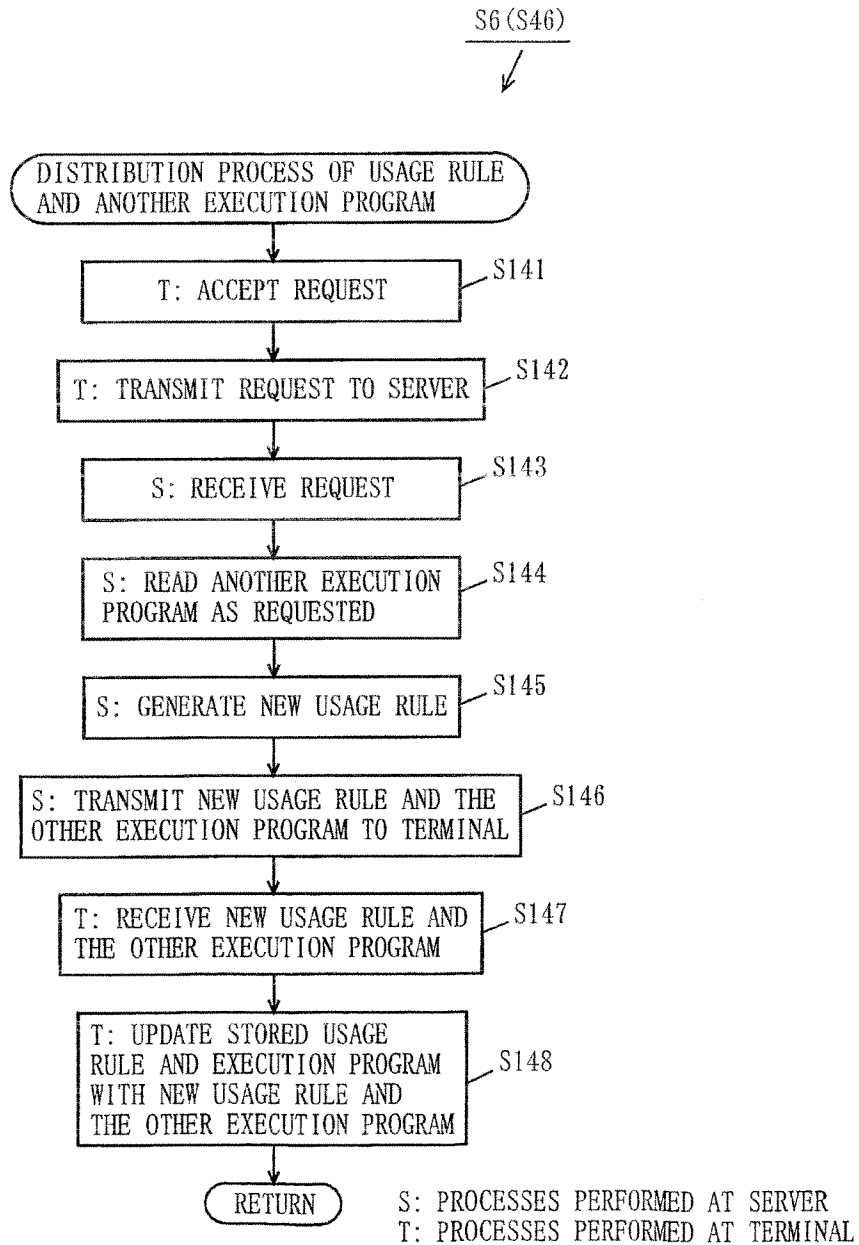 S6(S46)
DISTRIBUTION PROCESS OF USAGE RULE
AND ANOTHER EXECUTION PROGRAM
T: ACCEPT REQUEST
S141
T: TRANSMIT REQUEST TO SERVER
S142
S: RECEIVE REQUEST
S143
S: READ ANOTHER EXECUTION
PROGRAM AS REQUESTED
S144
S: GENERATE NEW USAGE RULE
S145
S: TRANSMIT NEW USAGE RULE AND THE
OTHER EXECUTION PROGRAM TO TERMINAL
S146
T: RECEIVE NEW USAGE RULE AND
THE OTHER EXECUTION PROGRAM
S147
T: UPDATE STORED USAGE
RULE AND EXECUTION PROGRAM
WITH NEW USAGE RULE AND
THE OTHER EXECUTION PROGRAM
S148
RETURN
S: PROCESSES PERFORMED AT SERVER
T: PROCESSES PERFORMED AT TERMINAL